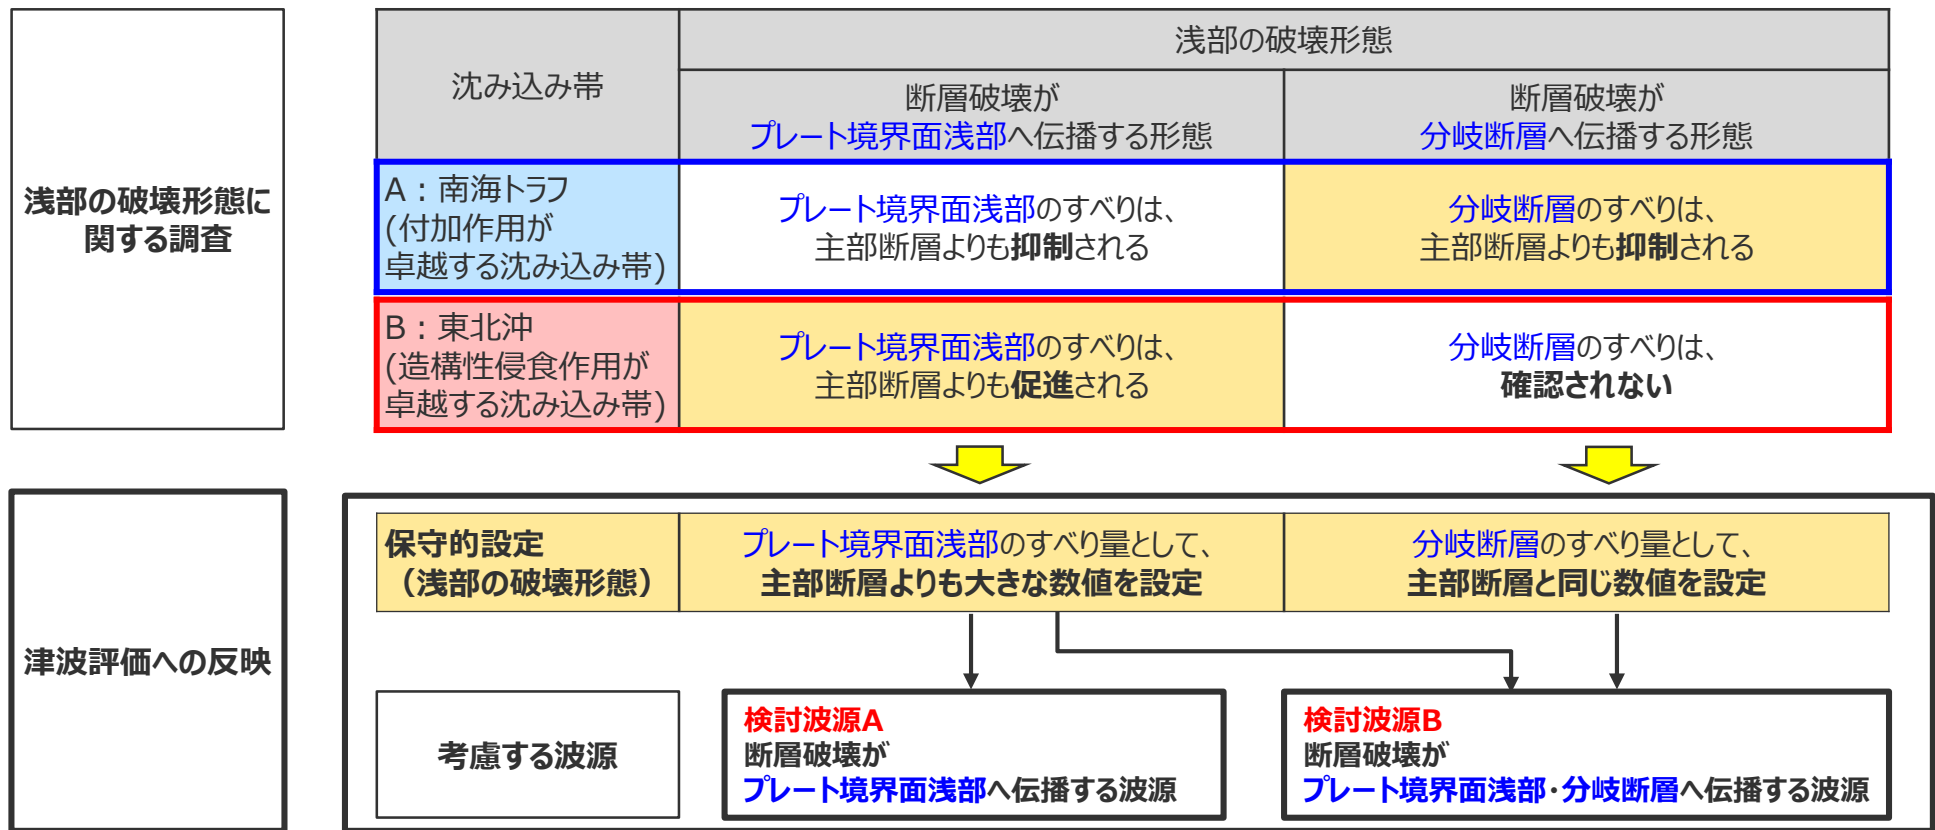 浅部の破壊形態に
関する調査
沈み込み帯
浅部の破壊形態
断層破壊が
プレート境界面浅部へ伝播する形態
断層破壊が
分岐断層へ伝播する形態
A：南海トラフ
(付加作用が
卓越する沈み込み帯)
プレート境界面浅部のすべりは、
主部断層よりも抑制される
分岐断層のすべりは、
主部断層よりも抑制される
B：東北沖
(造構性侵食作用が
卓越する沈み込み帯)
プレート境界面浅部のすべりは、
主部断層よりも促進される
分岐断層のすべりは、
確認されない
津波評価への反映
保守的設定
（浅部の破壊形態）
プレート境界面浅部のすべり量として、
主部断層よりも大きな数値を設定
分岐断層のすべり量として、
主部断層と同じ数値を設定
考慮する波源
検討波源A
断層破壊が
プレート境界面浅部へ伝播する波源
検討波源B
断層破壊が
プレート境界面浅部・分岐断層へ伝播する波源